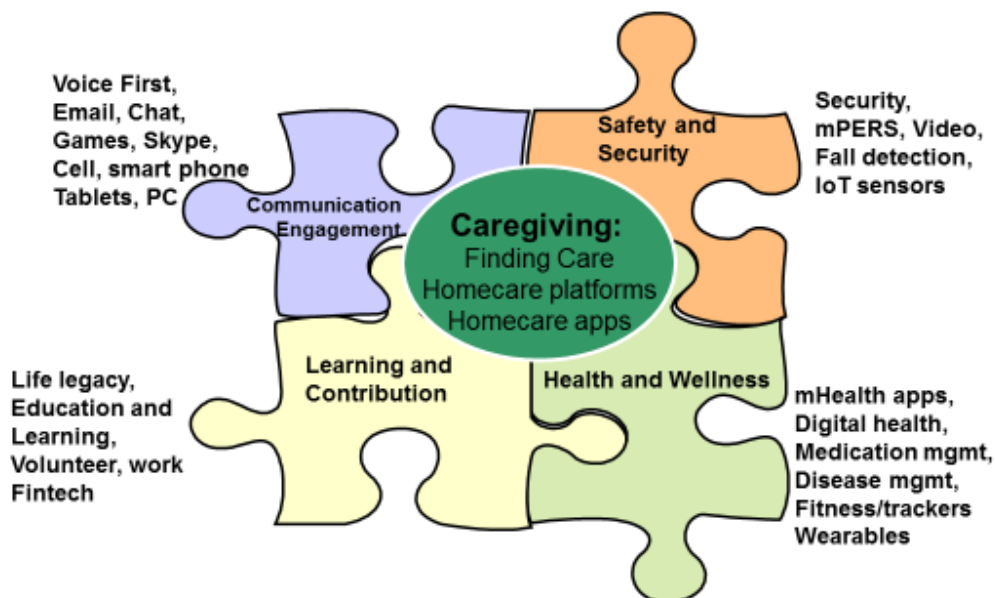 Voice First,
Email, Chat,
Games, Skype,
Cell, smart phone
Tablets, PC
Communication
Engagement
Safety and
Security
Security,
mPERS, Video,
Fall detection,
IoT sensors
Caregiving:
Finding Care
Homecare platforms
Homecare apps
Life legacy,
Education and
Learning,
Volunteer, work
Fintech
Learning and
Contribution
Health and Wellness
mHealth apps,
Digital health,
Medication mgmt,
Disease mgmt,
Fitness/trackers
Wearables